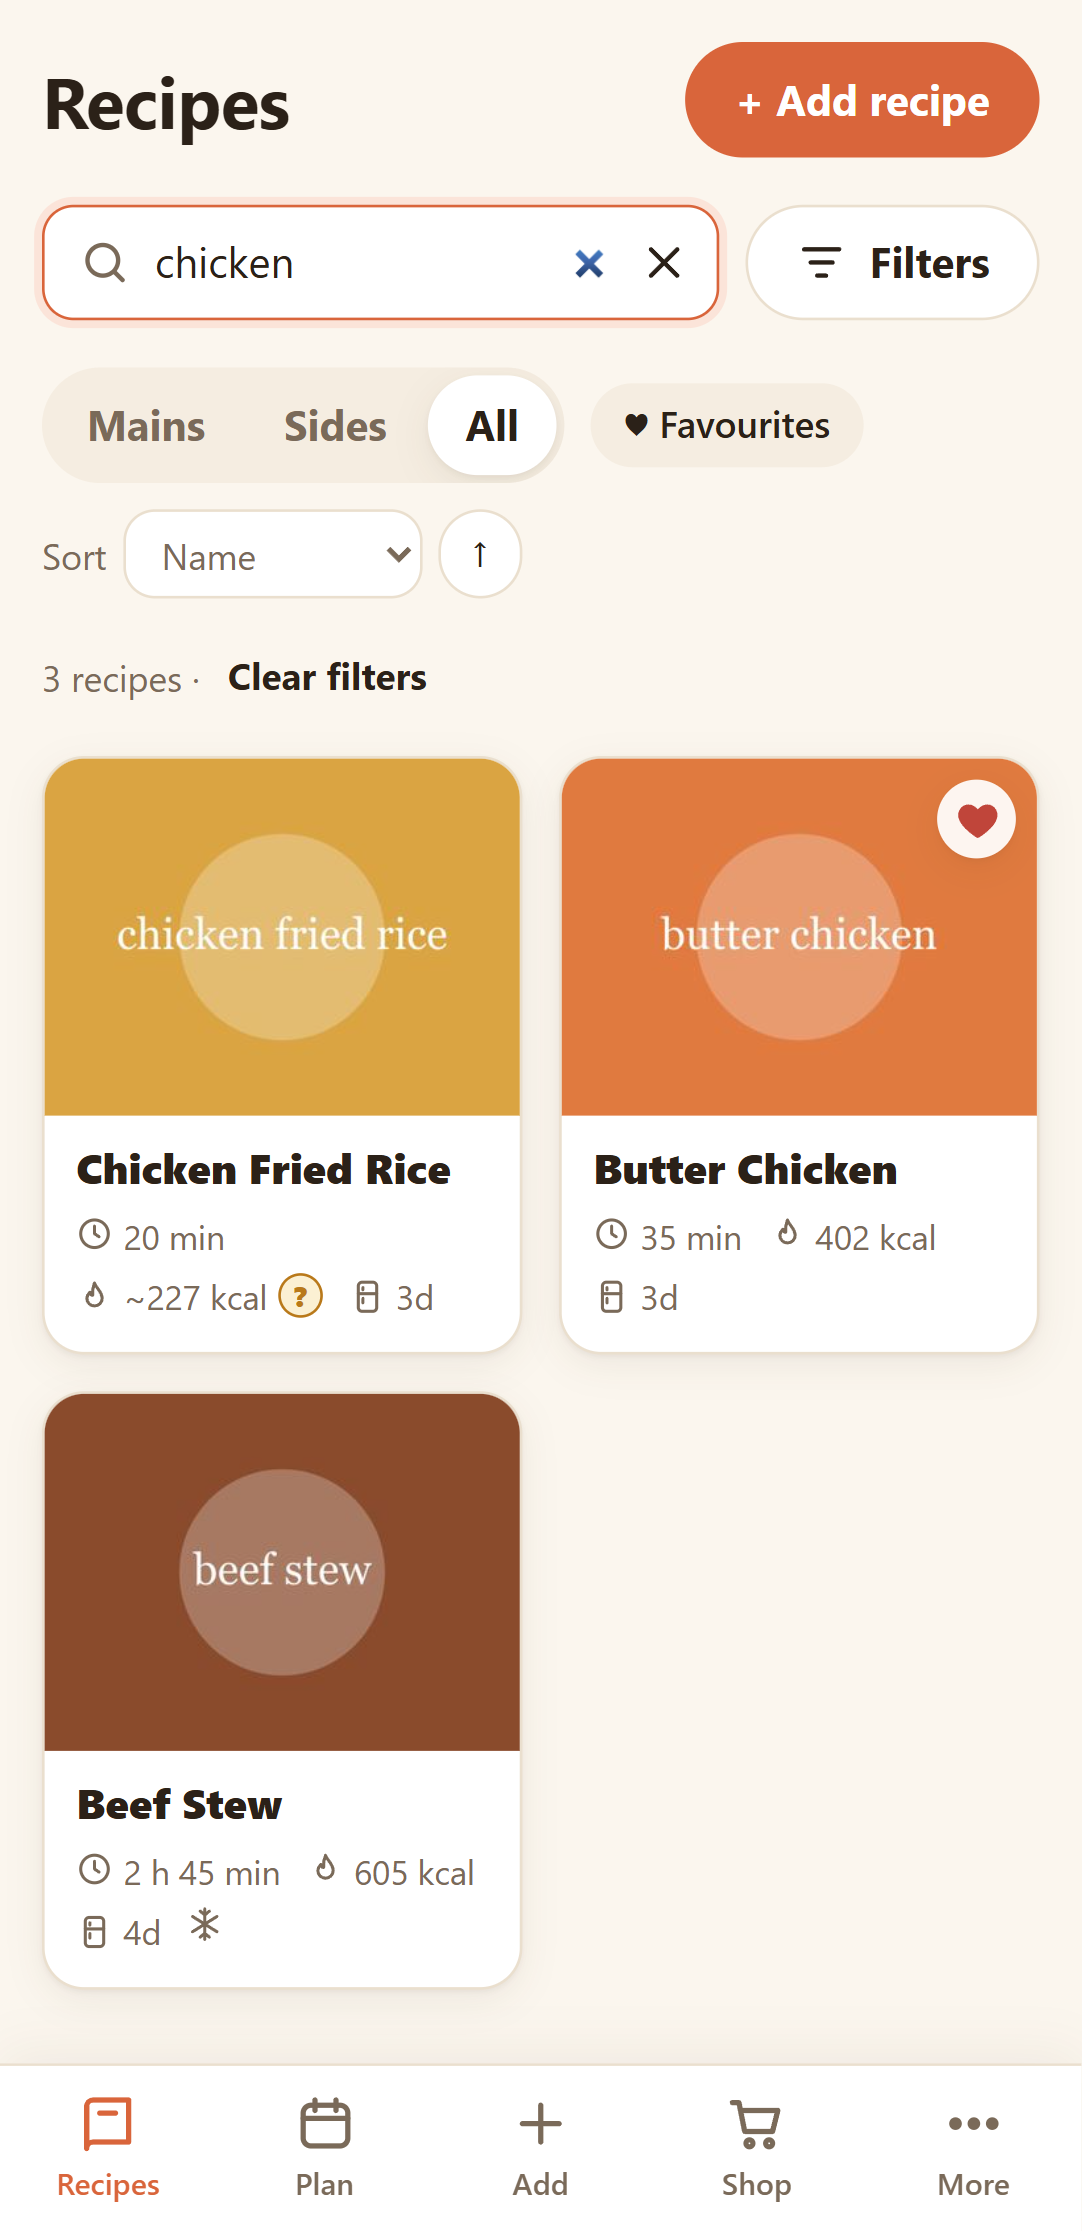 Recipes
+ Add recipe
chicken
Filters
Mains Sides All ♥ Favourites
Sort Name ↑
3 recipes · Clear filters
chicken fried rice
Chicken Fried Rice
20 min
~227 kcal ? 3d
butter chicken
Butter Chicken
35 min 402 kcal
3d
beef stew
Beef Stew
2 h 45 min 605 kcal
4d
Recipes Plan Add Shop More